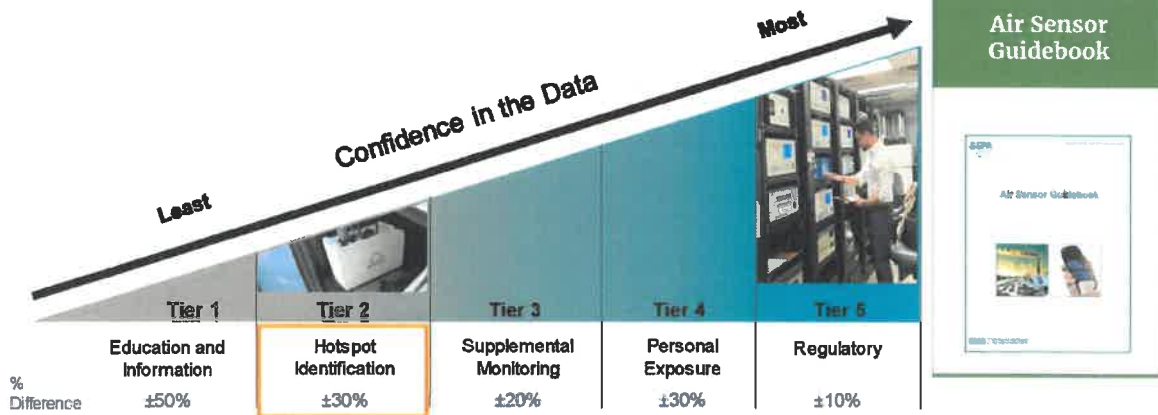 Air Sensor
Guidebook
Most
Confidence in the Data
Least
Tier 1
Tier 2
Tier 3
Tier 4
Tier 5
Education and
Information
Hotspot
Identification
Supplemental
Monitoring
Personal
Exposure
Regulatory
%
Difference
±50%
±30%
±20%
±30%
±10%
EPA
Air Sensor Guidebook